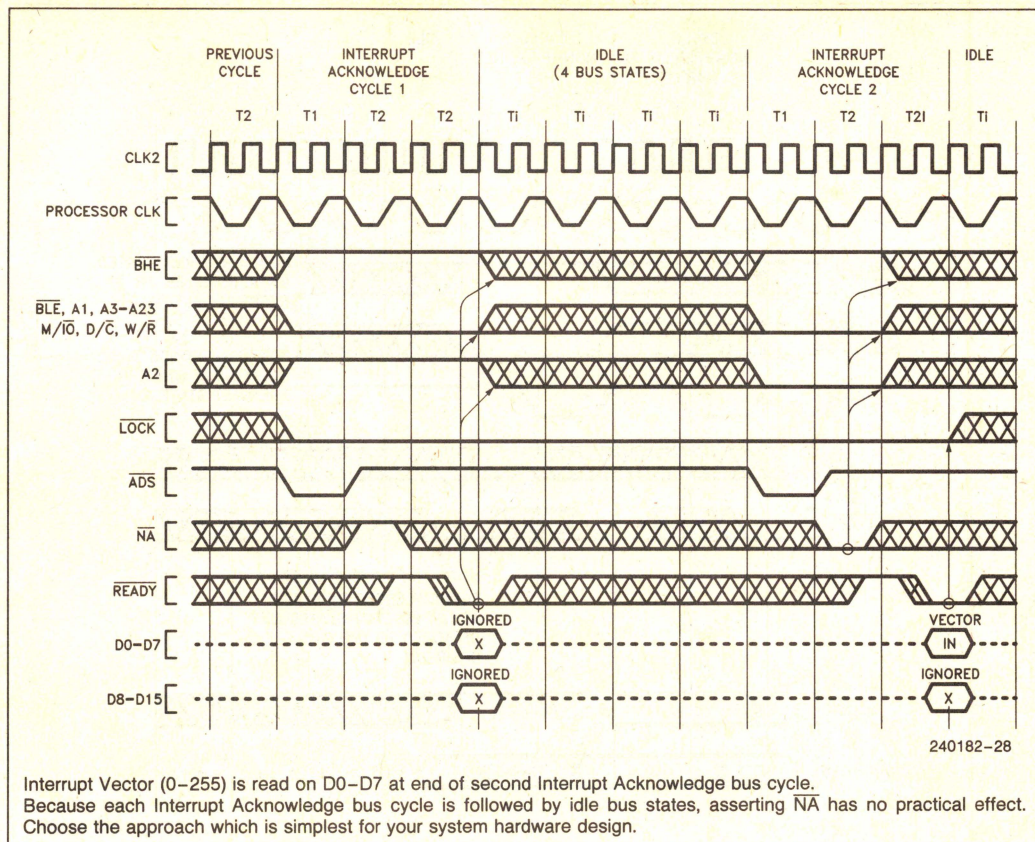 PREVIOUS CYCLE
INTERRUPT ACKNOWLEDGE CYCLE 1
IDLE (4 BUS STATES)
INTERRUPT ACKNOWLEDGE CYCLE 2
IDLE
T2 T1 T2 T2 Ti Ti Ti Ti T1 T2 T2I Ti
CLK2
PROCESSOR CLK
BHE
BLE, A1, A3–A23
M/IO, D/C, W/R
A2
LOCK
ADS
NA
READY
IGNORED VECTOR
D0–D7 X IN
IGNORED IGNORED
D8–D15 X X
240182–28
Interrupt Vector (0–255) is read on D0–D7 at end of second Interrupt Acknowledge bus cycle.
Because each Interrupt Acknowledge bus cycle is followed by idle bus states, asserting NA has no practical effect.
Choose the approach which is simplest for your system hardware design.